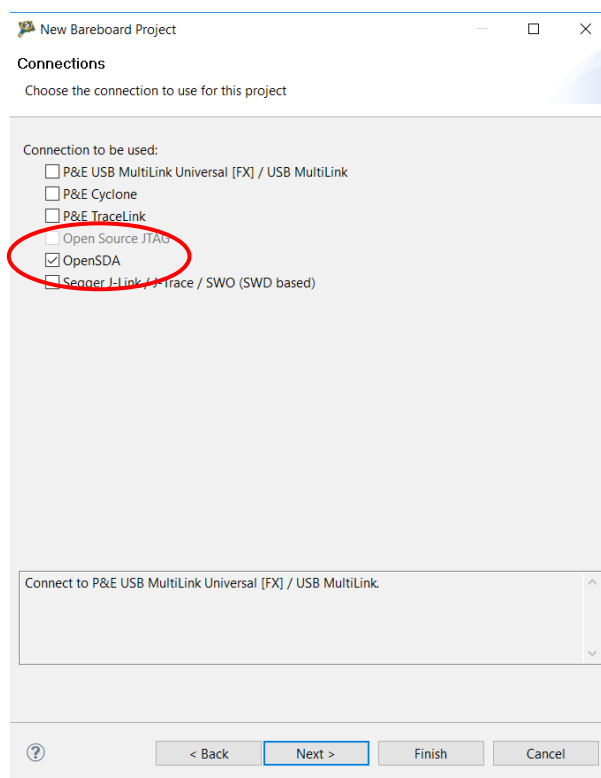 New Bareboard Project
Connections
Choose the connection to use for this project
Connection to be used:
P&E USB MultiLink Universal [FX] / USB MultiLink
P&E Cyclone
P&E TraceLink
Open Source JTAG
OpenSDA
Segger J-Link / J-Trace / SWO (SWD based)
Connect to P&E USB MultiLink Universal [FX] / USB MultiLink.
?
< Back
Next >
Finish
Cancel